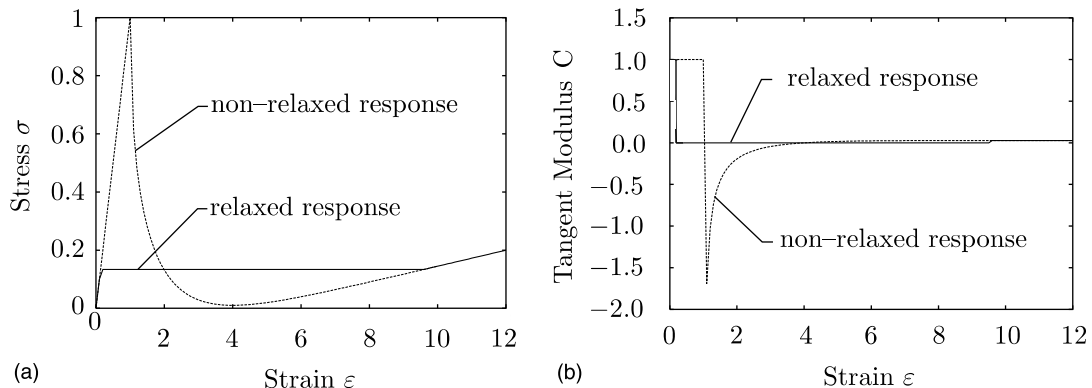 1
0.8
0.6
0.4
0.2
0
0
2
4
6
8
10
12
Stress σ
Strain ε
non–relaxed response
relaxed response
(a)
1.5
1.0
0.5
0.0
−0.5
−1.0
−1.5
−2.0
0
2
4
6
8
10
12
Tangent Modulus C
Strain ε
relaxed response
non–relaxed response
(b)